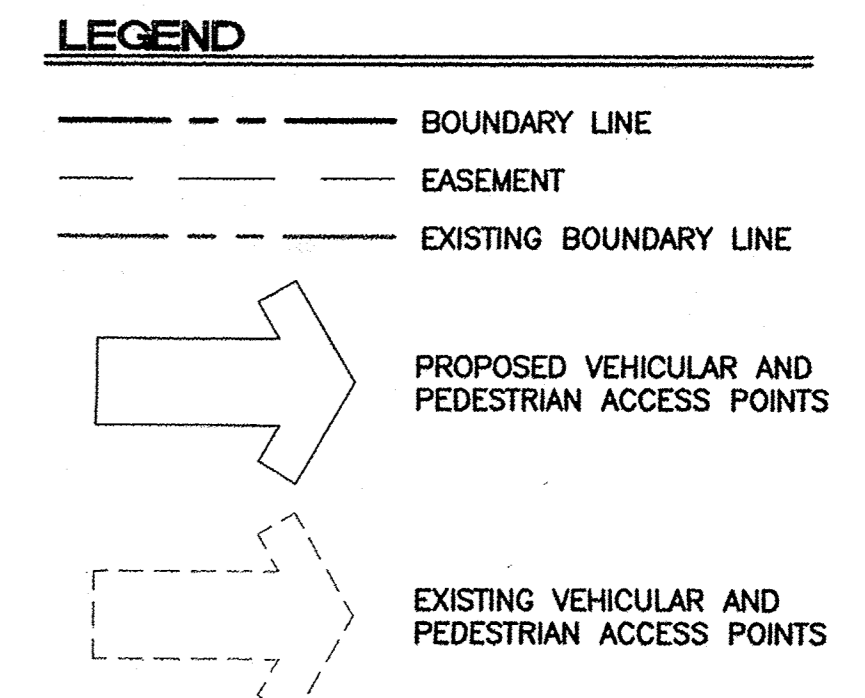 LEGEND
BOUNDARY LINE
EASEMENT
EXISTING BOUNDARY LINE
PROPOSED VEHICULAR AND
PEDESTRIAN ACCESS POINTS
EXISTING VEHICULAR AND
PEDESTRIAN ACCESS POINTS